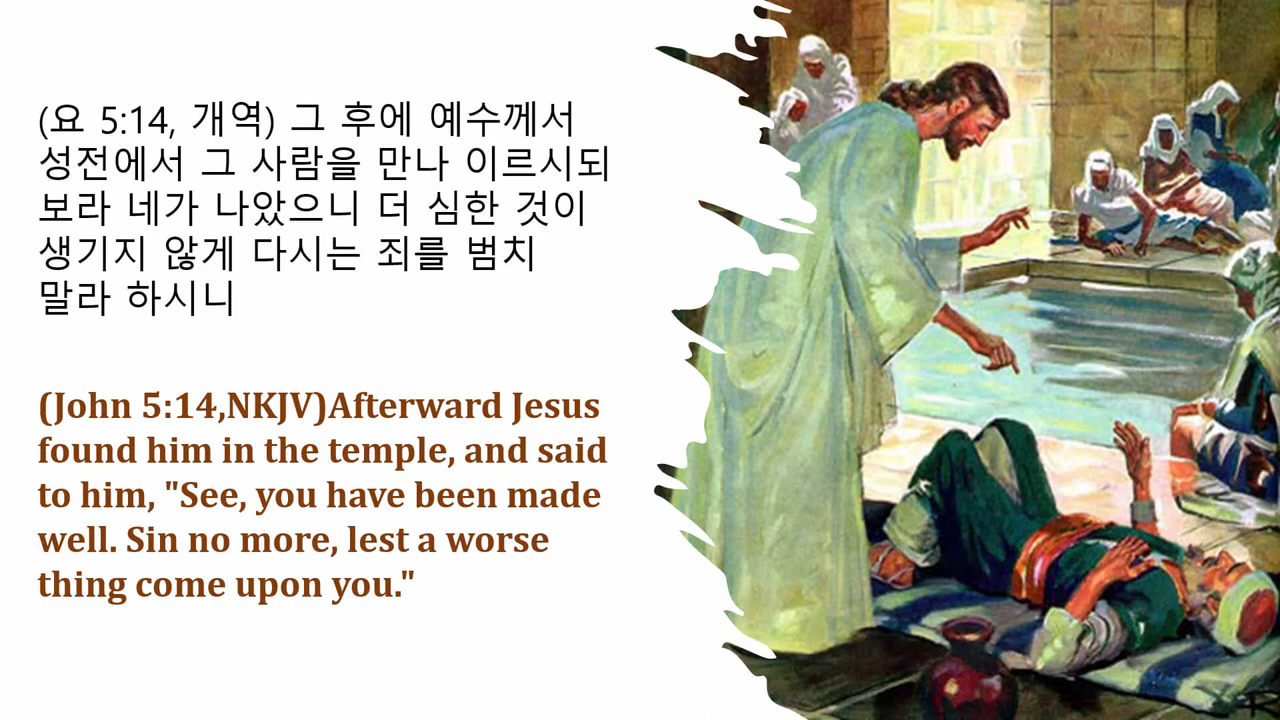 (요 5:14, 개역) 그 후에 예수께서
성전에서 그 사람을 만나 이르시되
보라 네가 나았으니 더 심한 것이
생기지 않게 다시는 죄를 범치
말라 하시니
(John 5:14,NKJV)Afterward Jesus
found him in the temple, and said
to him, "See, you have been made
well. Sin no more, lest a worse
thing come upon you."